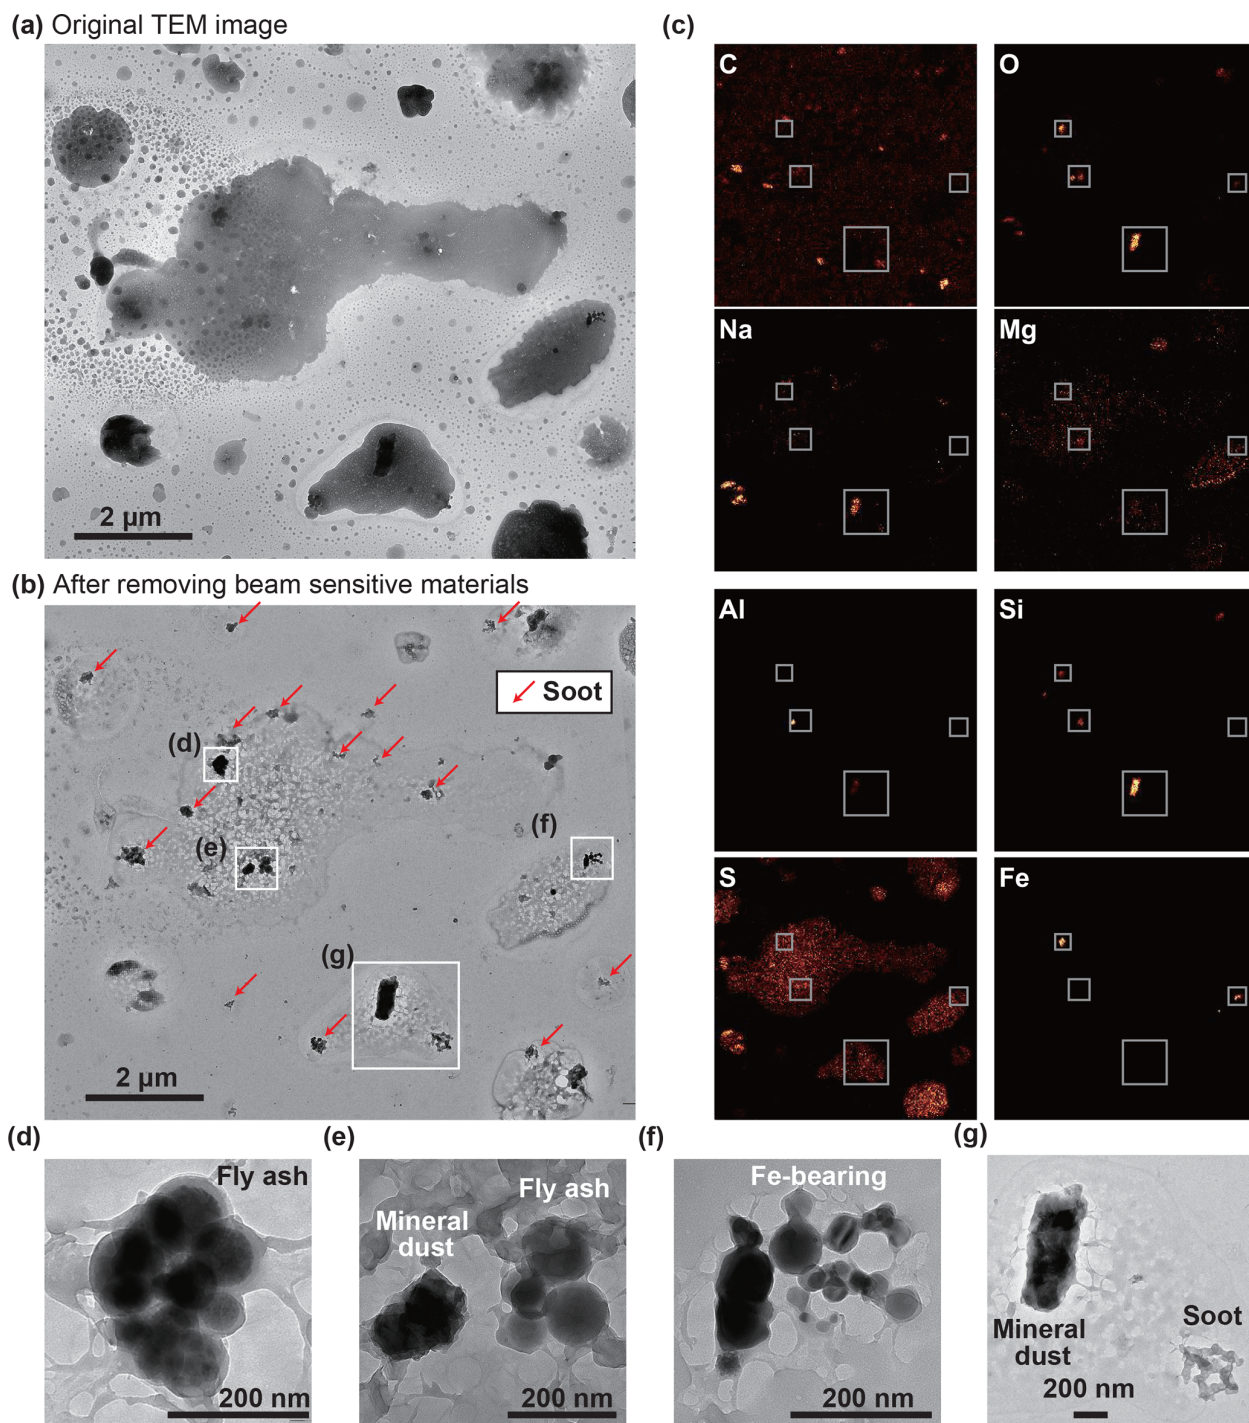 (a) Original TEM image
2 µm
(b) After removing beam sensitive materials
Soot
(d)
(e)
(f)
(g)
2 µm
(c)
C
O
Na
Mg
Al
Si
S
Fe
(d)
Fly ash
200 nm
(e)
Fly ash
Mineral
dust
200 nm
(f)
Fe-bearing
200 nm
(g)
Soot
Mineral
dust
200 nm